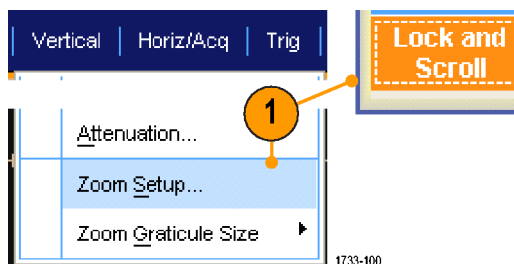 Vertical | Horiz/Acq | Trig |
Lock and
Scroll
1
Attenuation...
Zoom Setup...
Zoom Graticule Size
1733-100